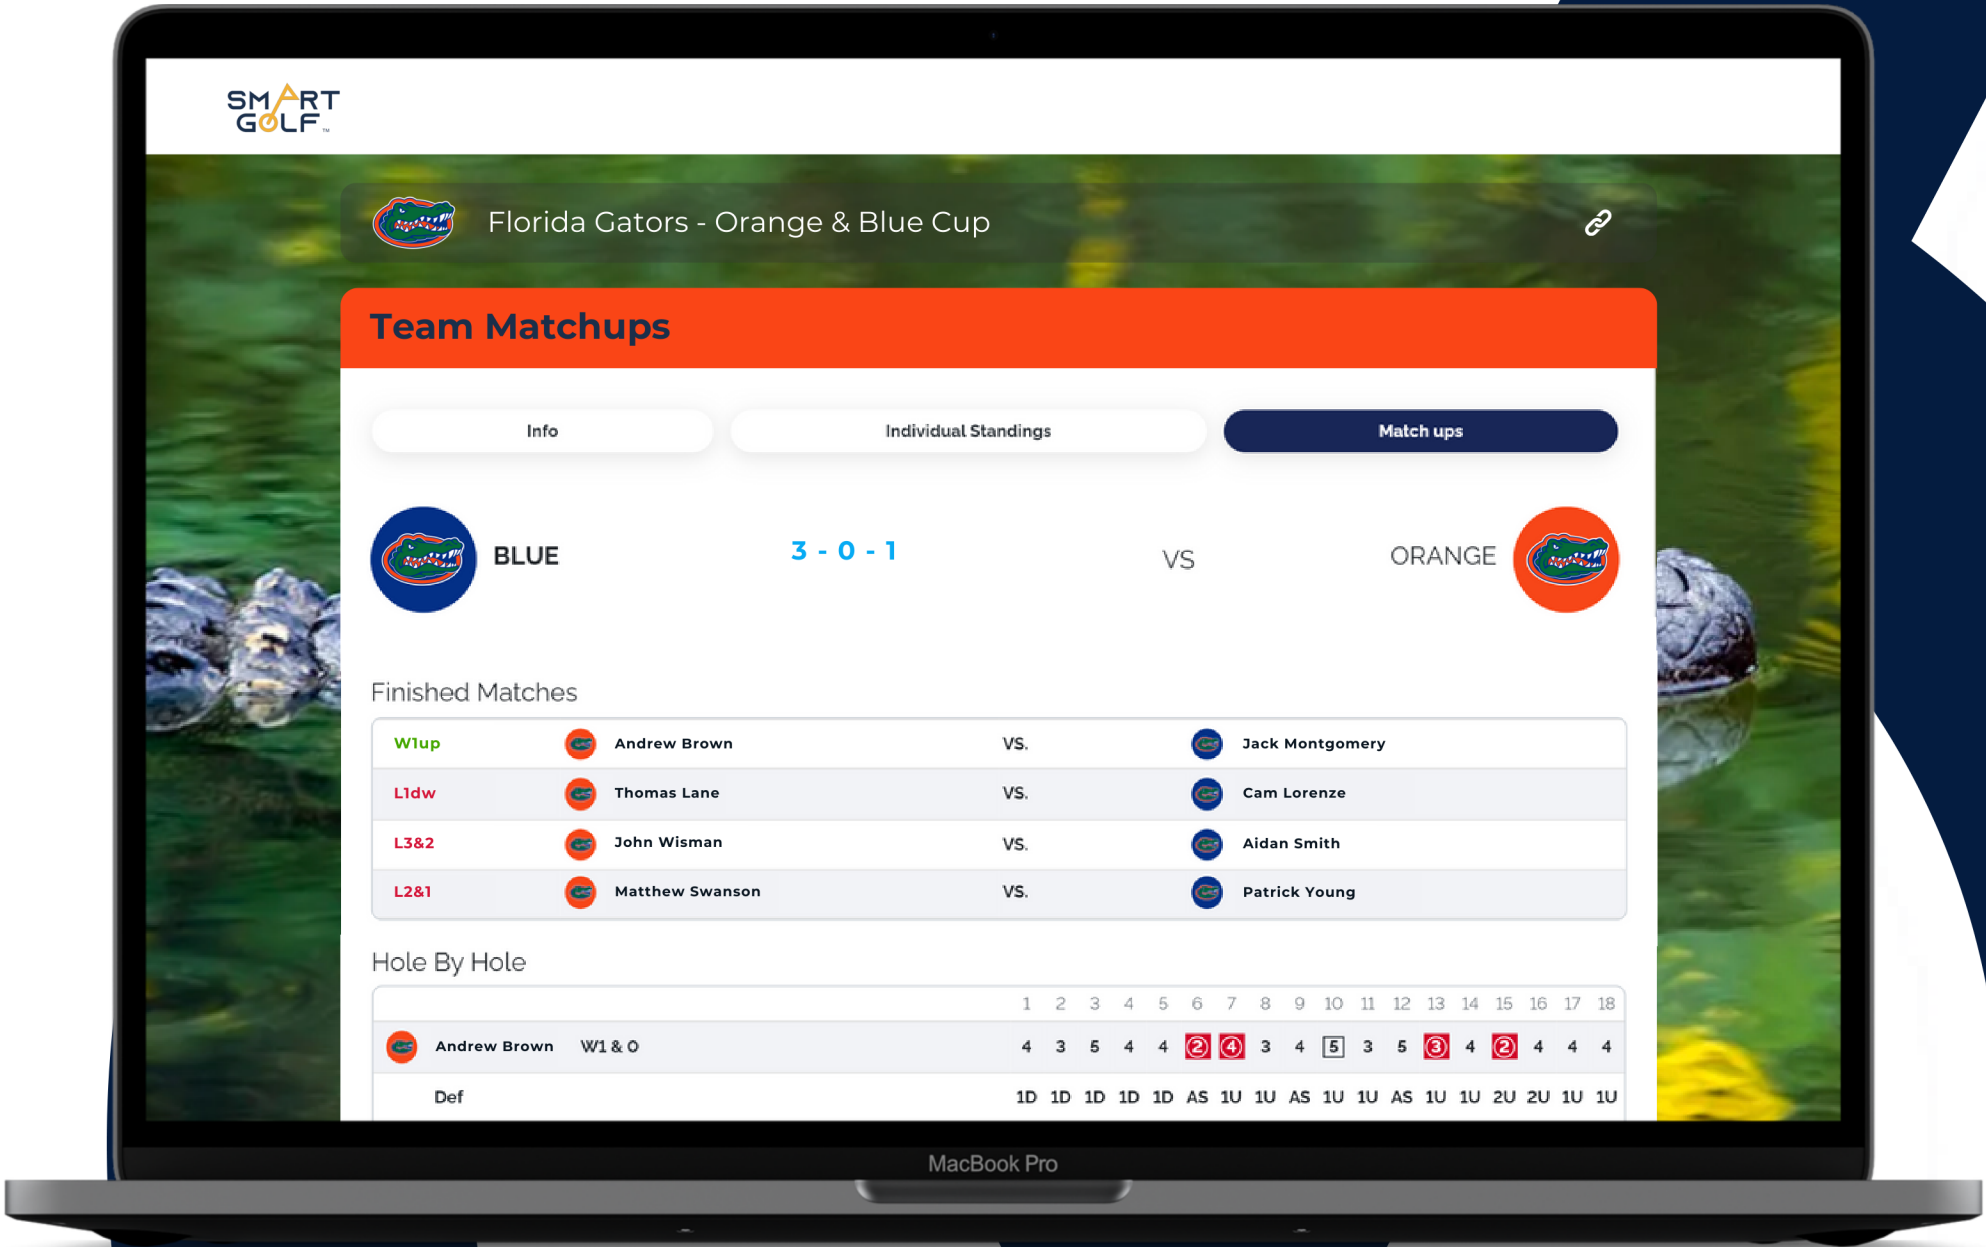 SMART
GOLF™
Florida Gators - Orange & Blue Cup
Team Matchups
Info Individual Standings Match ups
BLUE 3 - 0 - 1 VS ORANGE
Finished Matches
W1up Andrew Brown VS. Jack Montgomery
L1dw Thomas Lane VS. Cam Lorenze
L3&2 John Wisman VS. Aidan Smith
L2&1 Matthew Swanson VS. Patrick Young
Hole By Hole
1 2 3 4 5 6 7 8 9 10 11 12 13 14 15 16 17 18
Andrew Brown W1 & 0 4 3 5 4 4 2 4 3 4 5 3 5 3 4 2 4 4 4
Def 1D 1D 1D 1D 1D AS 1U 1U AS 1U 1U AS 1U 1U 2U 2U 1U 1U
MacBook Pro